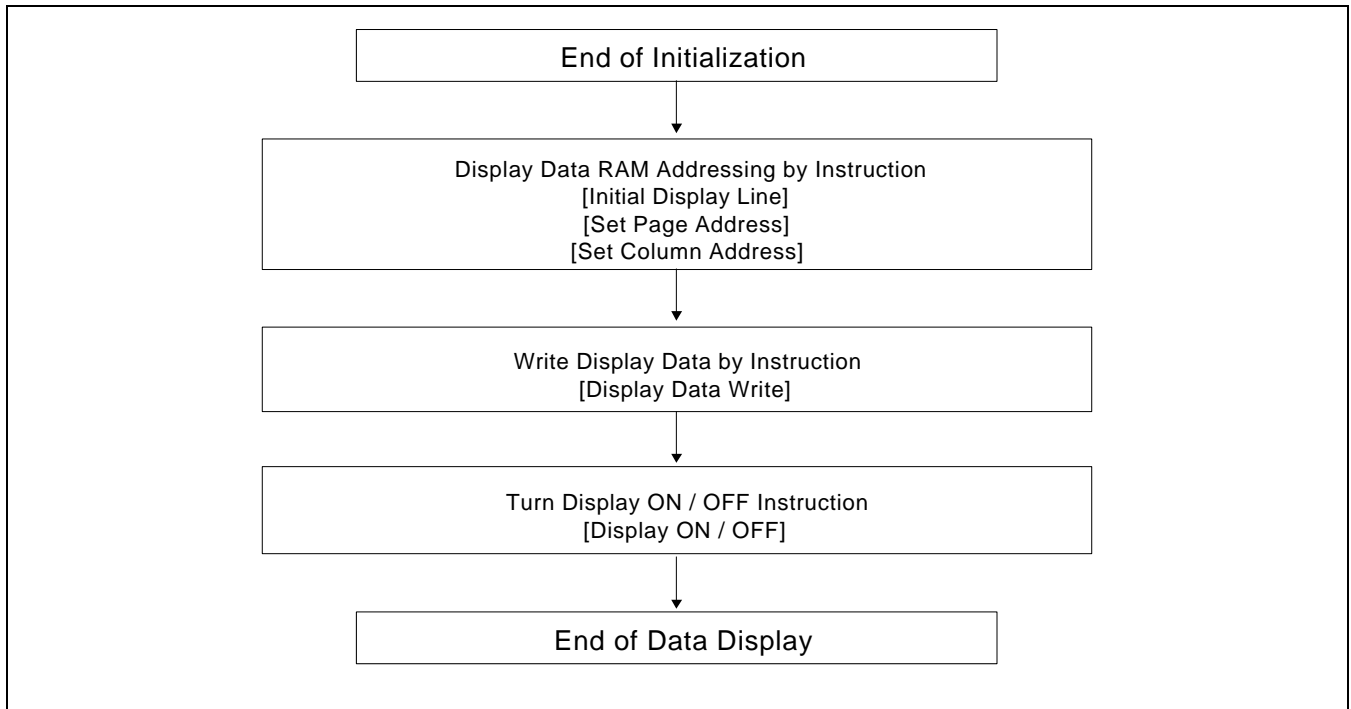 End of Initialization
Display Data RAM Addressing by Instruction
[Initial Display Line]
[Set Page Address]
[Set Column Address]
Write Display Data by Instruction
[Display Data Write]
Turn Display ON / OFF Instruction
[Display ON / OFF]
End of Data Display